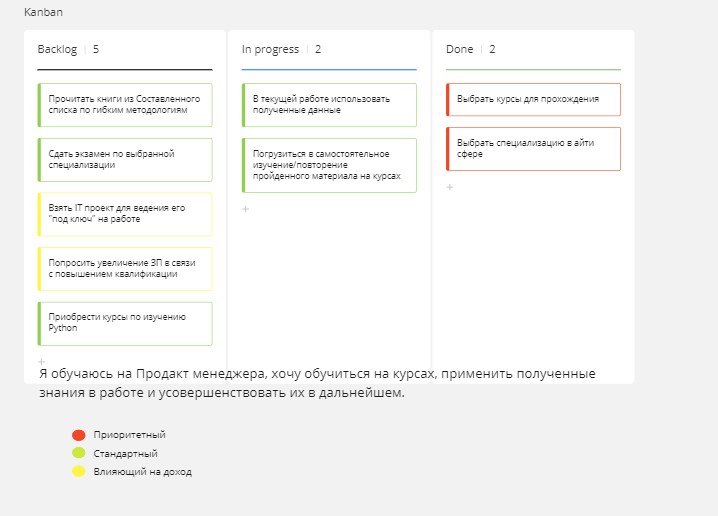 Kanban
Backlog | 5
Прочитать книги из Составленного
списка по гибким методологиям
Сдать экзамен по выбранной
специализации
Взять IT проект для ведения его
"под ключ" на работе
Попросить увеличение ЗП в связи
с повышением квалификации
Приобрести курсы по изучению
Python
+
In progress | 2
В текущей работе использовать
полученные данные
Погрузиться в самостоятельное
изучение/повторение
пройденного материала на курсах
+
Done | 2
Выбрать курсы для прохождения
Выбрать специализацию в айти
сфере
+
Я обучаюсь на Продакт менеджера, хочу обучиться на курсах, применить полученные
знания в работе и усовершенствовать их в дальнейшем.
Приоритетный
Стандартный
Влияющий на доход